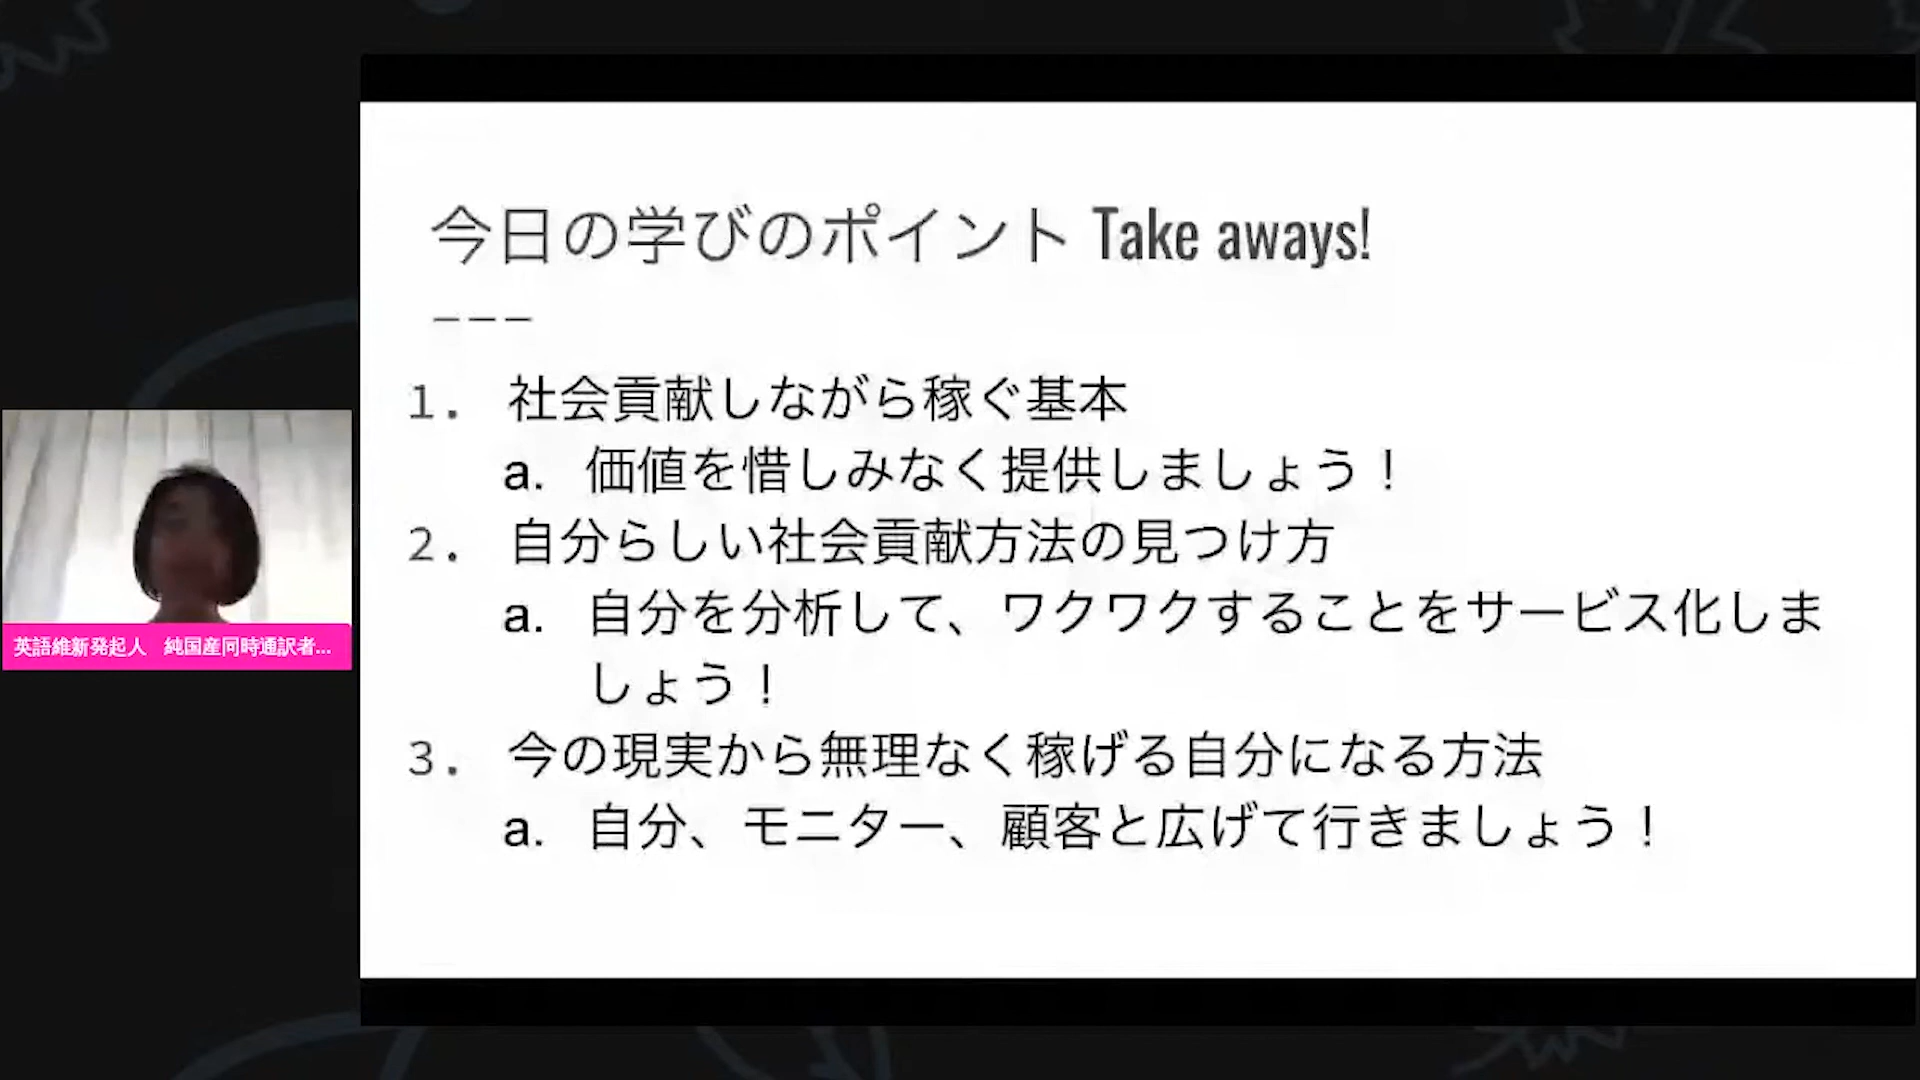 今日の学びのポイント Take aways!
---
1. 社会貢献しながら稼ぐ基本
a. 価値を惜しみなく提供しましょう！
2. 自分らしい社会貢献方法の見つけ方
a. 自分を分析して、ワクワクすることをサービス化しま
しょう！
3. 今の現実から無理なく稼げる自分になる方法
a. 自分、モニター、顧客と広げて行きましょう！
英語維新発起人　純国産同時通訳者...